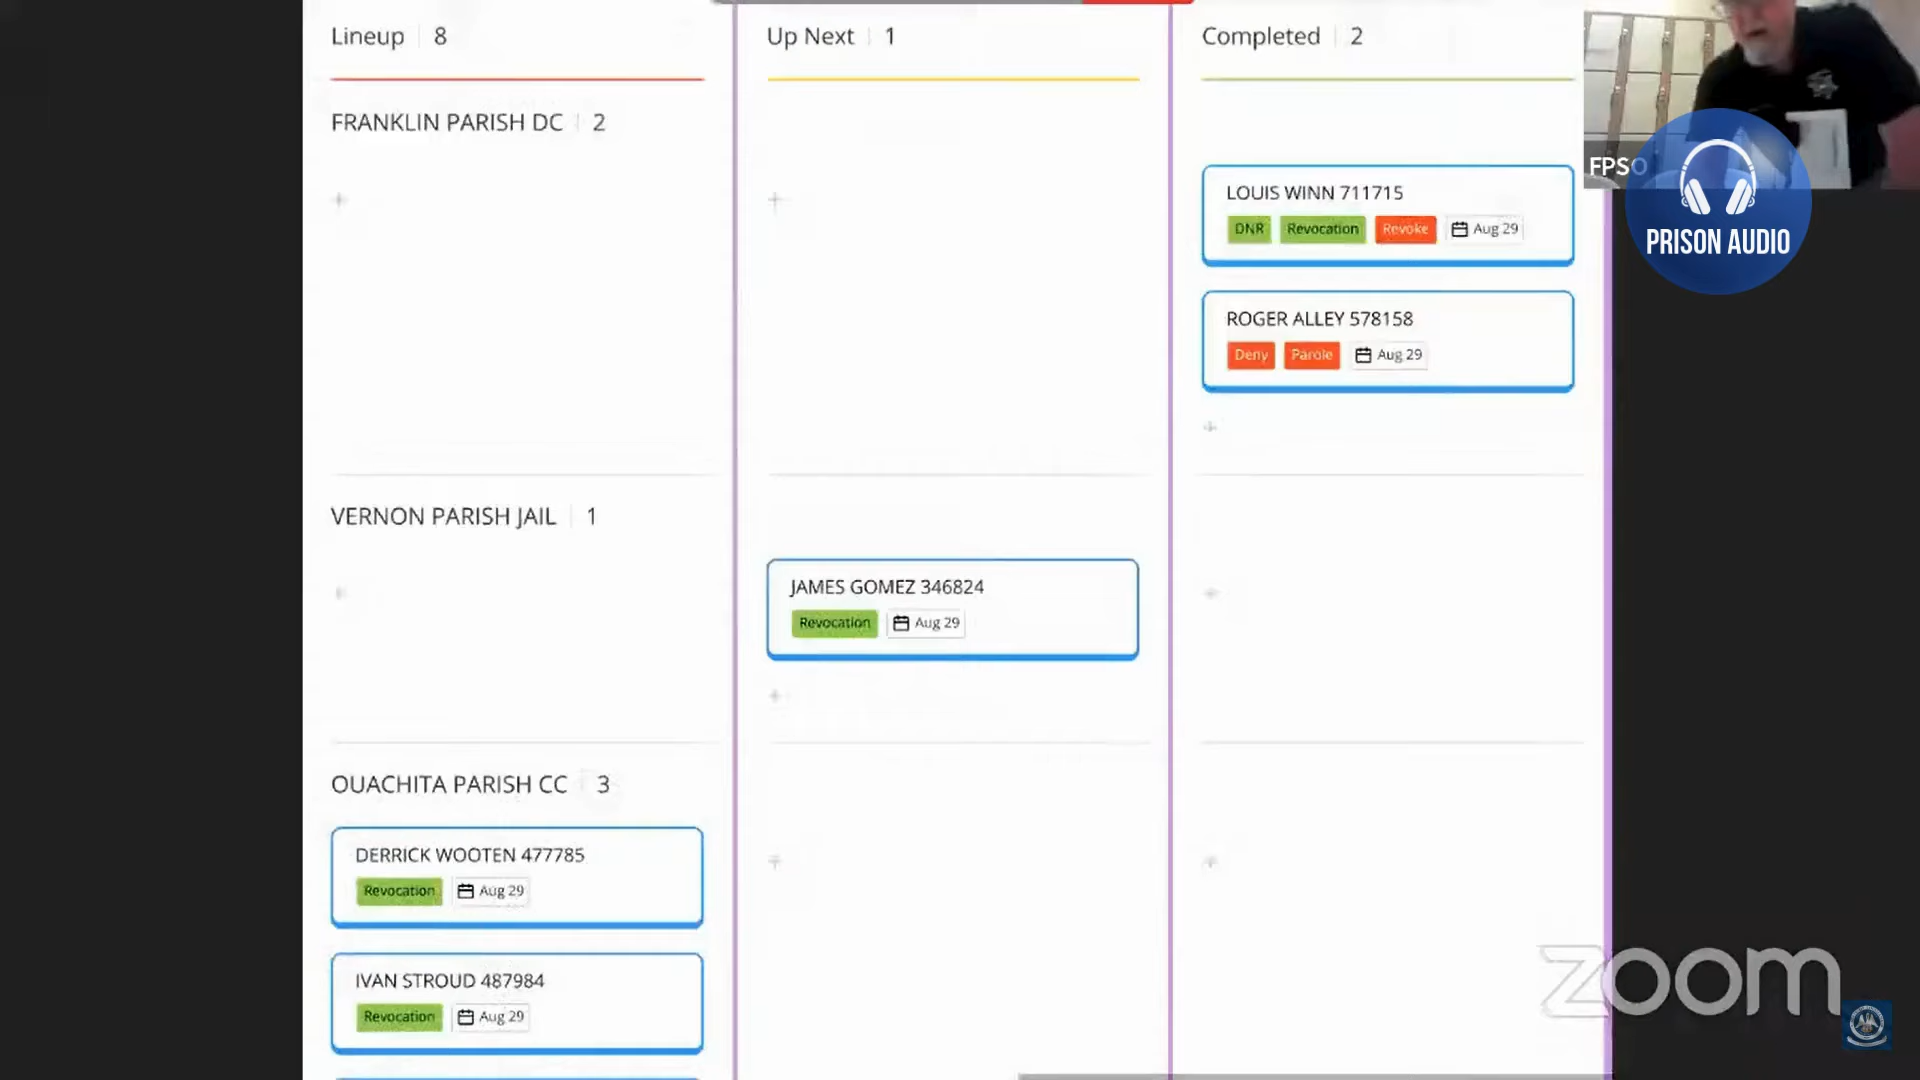 Lineup 8
Up Next 1
Completed 2
FRANKLIN PARISH DC 2
FPSO
PRISON AUDIO
LOUIS WINN 711715
DNR Revocation Revoke Aug 29
ROGER ALLEY 578158
Deny Parole Aug 29
VERNON PARISH JAIL 1
JAMES GOMEZ 346824
Revocation Aug 29
OUACHITA PARISH CC 3
DERRICK WOOTEN 477785
Revocation Aug 29
IVAN STROUD 487984
Revocation Aug 29
zoom